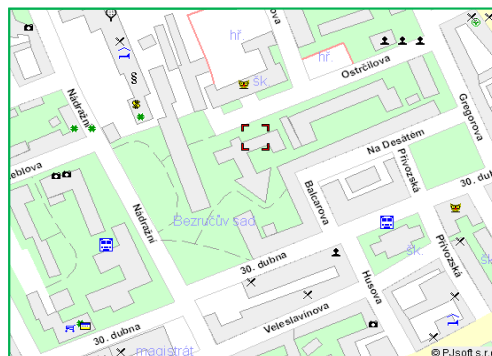 hř.
hř.
šk.
Ostrčilova
Nádražní
Gregorova
Na Desátém
Přívozská
eblova
30. du
Balcarova
Nádražní
Bezručův sad
Přívozská
šk.
30. dubna
Husova
30. dubna
Veleslavínova
magistrát
© PJsoft s.r.